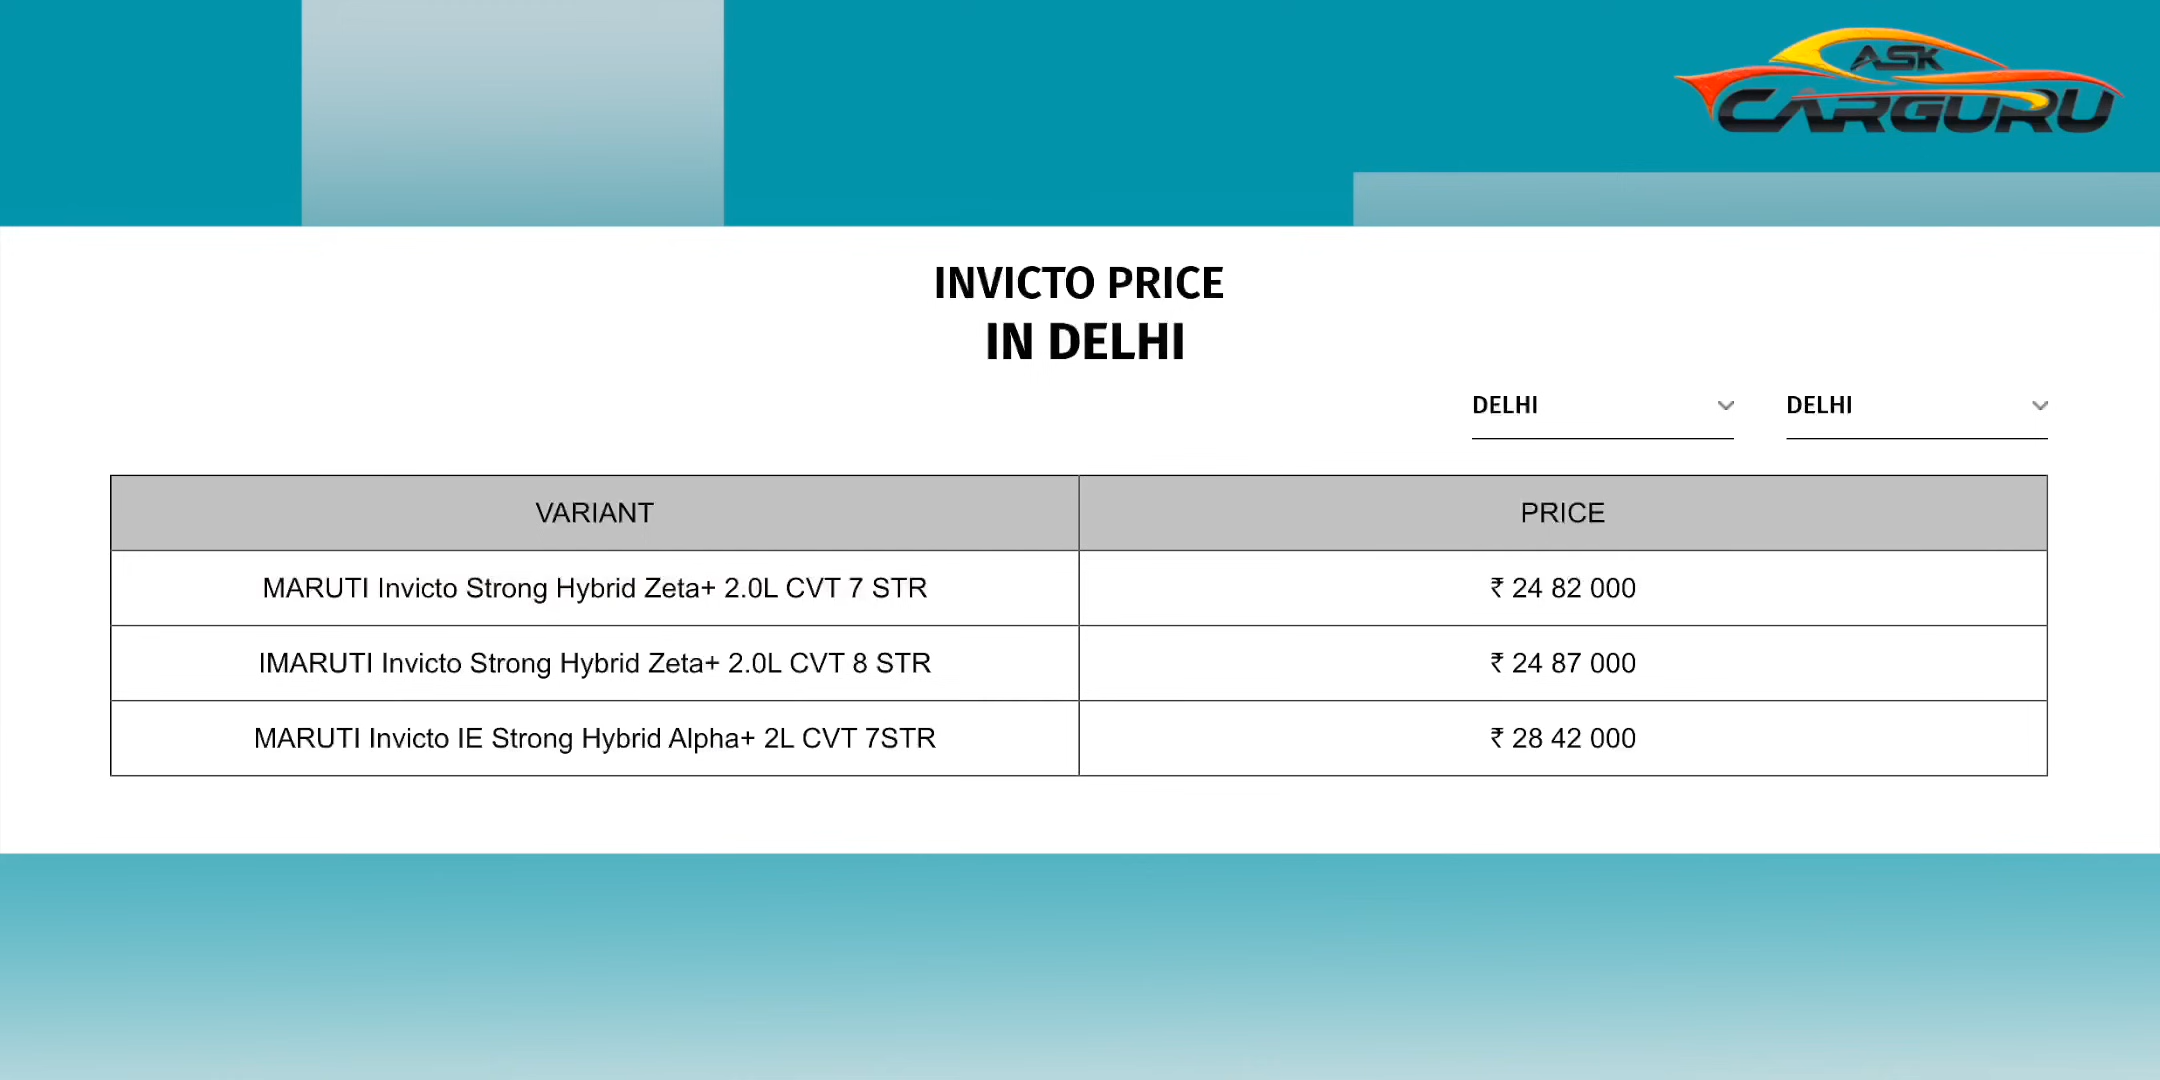 ASK
CARGURU
INVICTO PRICE
IN DELHI
DELHI DELHI
VARIANT PRICE
MARUTI Invicto Strong Hybrid Zeta+ 2.0L CVT 7 STR ₹ 24 82 000
IMARUTI Invicto Strong Hybrid Zeta+ 2.0L CVT 8 STR ₹ 24 87 000
MARUTI Invicto IE Strong Hybrid Alpha+ 2L CVT 7STR ₹ 28 42 000